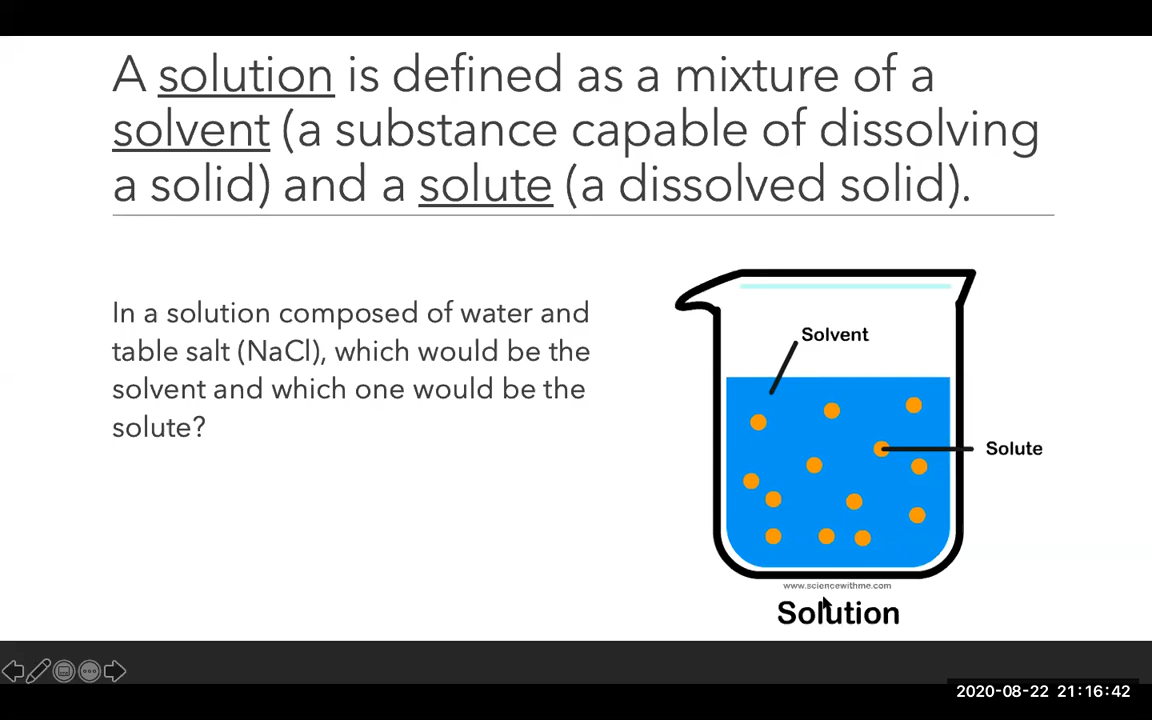 A solution is defined as a mixture of a
solvent (a substance capable of dissolving
a solid) and a solute (a dissolved solid).
In a solution composed of water and
table salt (NaCl), which would be the
solvent and which one would be the
solute?
Solvent
Solute
www.sciencewithme.com
Solution
2020-08-22 21:16:42